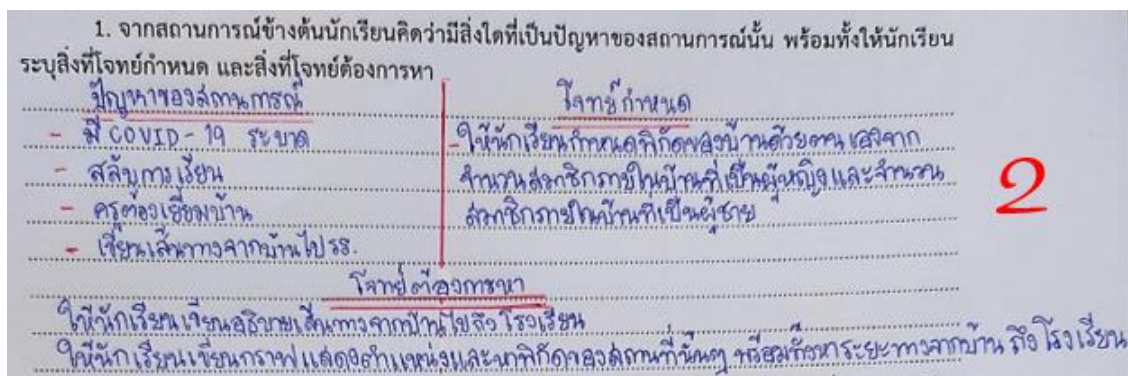 1. จากสถานการณ์ข้างต้นนักเรียนคิดว่ามีสิ่งใดที่เป็นปัญหาของสถานการณ์นั้น พร้อมทั้งให้นักเรียน
ระบุสิ่งที่โจทย์กำหนด และสิ่งที่โจทย์ต้องการหา
ปัญหาของสถานการณ์
- มี COVID-19 ระบาด
- สลับการเรียน
- ครูต้องเยี่ยมบ้าน
- เขียนเส้นทางจากบ้านไป รร.
โจทย์กำหนด
- ให้นักเรียนกำหนดพิกัดของบ้านด้วยตนเองจาก
จำนวนสมาชิกภายในบ้านที่เป็นผู้หญิงและจำนวน
สมาชิกภายในบ้านที่เป็นผู้ชาย
2
โจทย์ต้องการหา
ให้นักเรียนเขียนอธิบายเส้นทางจากบ้านไปถึงโรงเรียน
ให้นักเรียนเขียนกราฟแสดงตำแหน่งและหาพิกัดของสถานที่นั้นๆ พร้อมทั้งหาระยะทางจากบ้าน ถึงโรงเรียน